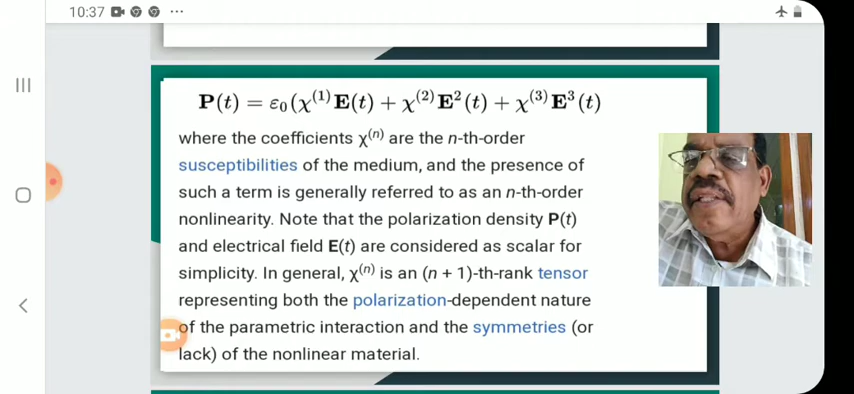 10:37
P(t) = ε₀(χ⁽¹⁾E(t) + χ⁽²⁾E²(t) + χ⁽³⁾E³(t)
where the coefficients χ⁽ⁿ⁾ are the n-th-order
susceptibilities of the medium, and the presence of
such a term is generally referred to as an n-th-order
nonlinearity. Note that the polarization density P(t)
and electrical field E(t) are considered as scalar for
simplicity. In general, χ⁽ⁿ⁾ is an (n + 1)-th-rank tensor
representing both the polarization-dependent nature
of the parametric interaction and the symmetries (or
lack) of the nonlinear material.